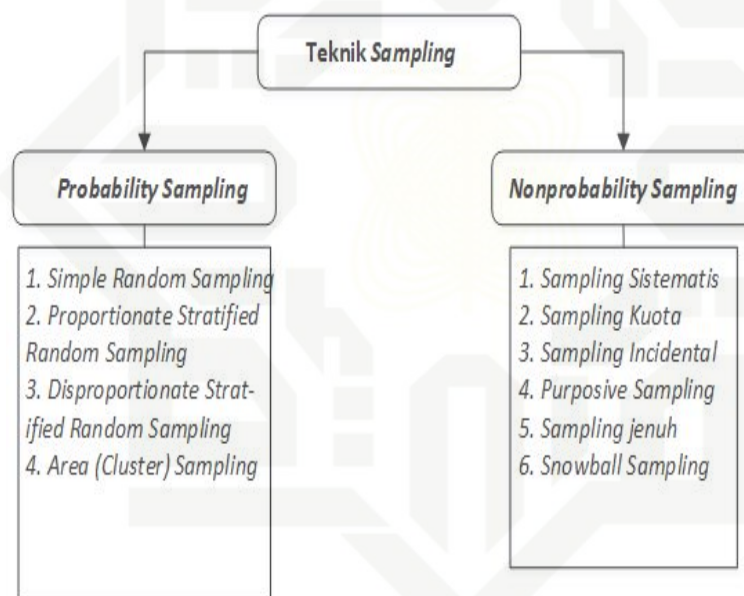 Teknik Sampling
Probability Sampling
1. Simple Random Sampling
2. Proportionate Stratified
Random Sampling
3. Disproportionate Strat-
ified Random Sampling
4. Area (Cluster) Sampling
Nonprobability Sampling
1. Sampling Sistematis
2. Sampling Kuota
3. Sampling Incidental
4. Purposive Sampling
5. Sampling jenuh
6. Snowball Sampling